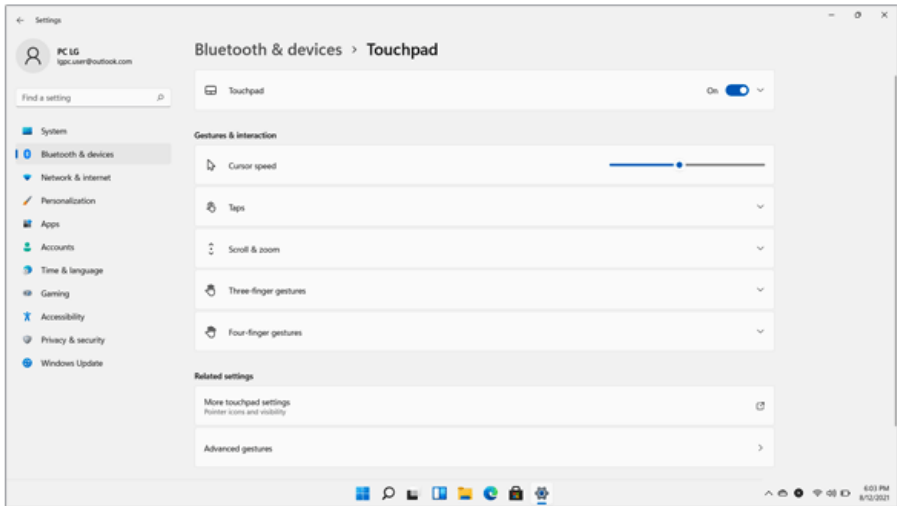 Settings
PC LG
lgpc.user@outlook.com
Find a setting
System
Bluetooth & devices
Network & internet
Personalization
Apps
Accounts
Time & language
Gaming
Accessibility
Privacy & security
Windows Update
Bluetooth & devices > Touchpad
Touchpad
On
Gestures & interaction
Cursor speed
Taps
Scroll & zoom
Three-finger gestures
Four-finger gestures
Related settings
More touchpad settings
Pointer icons and visibility
Advanced gestures
6:03 PM
8/12/2021